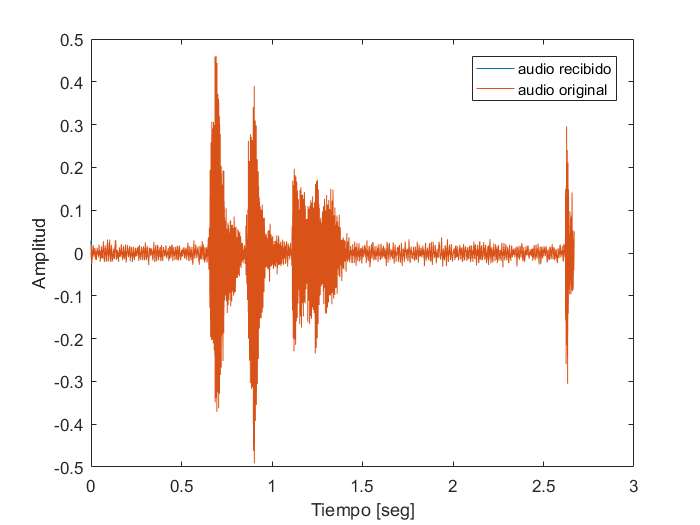 audio recibido
audio original
0.5
0.4
0.3
0.2
0.1
0
-0.1
-0.2
-0.3
-0.4
-0.5
Amplitud
0 0.5 1 1.5 2 2.5 3
Tiempo [seg]